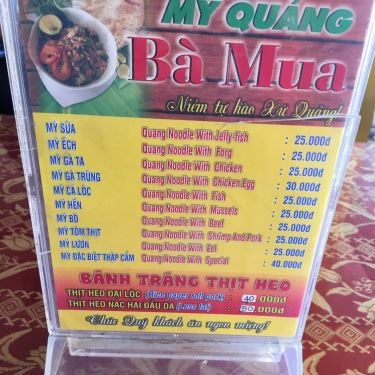 MỲ QUẢNG
Bà Mua
Niềm tự hào Xứ Quảng!
MỲ SỨA Quang Noodle With Jelly-fish : 25.000đ
MỲ ẾCH Quang Noodle With Forg : 25.000đ
MỲ GÀ TA Quang Noodle With Chicken : 25.000đ
MỲ GÀ TRỨNG Quang Noodle With Chicken Egg : 30.000đ
MỲ CÁ LÓC Quang Noodle With Fish : 25.000đ
MỲ HẾN Quang Noodle With Mussels : 25.000đ
MỲ BÒ Quang Noodle With Beef : 25.000đ
MỲ TÔM THỊT Quang Noodle With Shrimp And Pork : 25.000đ
MỲ LƯƠN Quang Noodle With Eel : 25.000đ
MỲ ĐẶC BIỆT THẬP CẨM Quang Noodle With Special : 40.000đ
BÁNH TRÁNG THỊT HEO
THỊT HEO ĐẠI LỘC (Rice paper roll pork) : 40 000đ
THỊT HEO NẠC HAI ĐẦU DA (Less fat) : 50 000đ
Chúc Quý khách ăn ngon miệng!